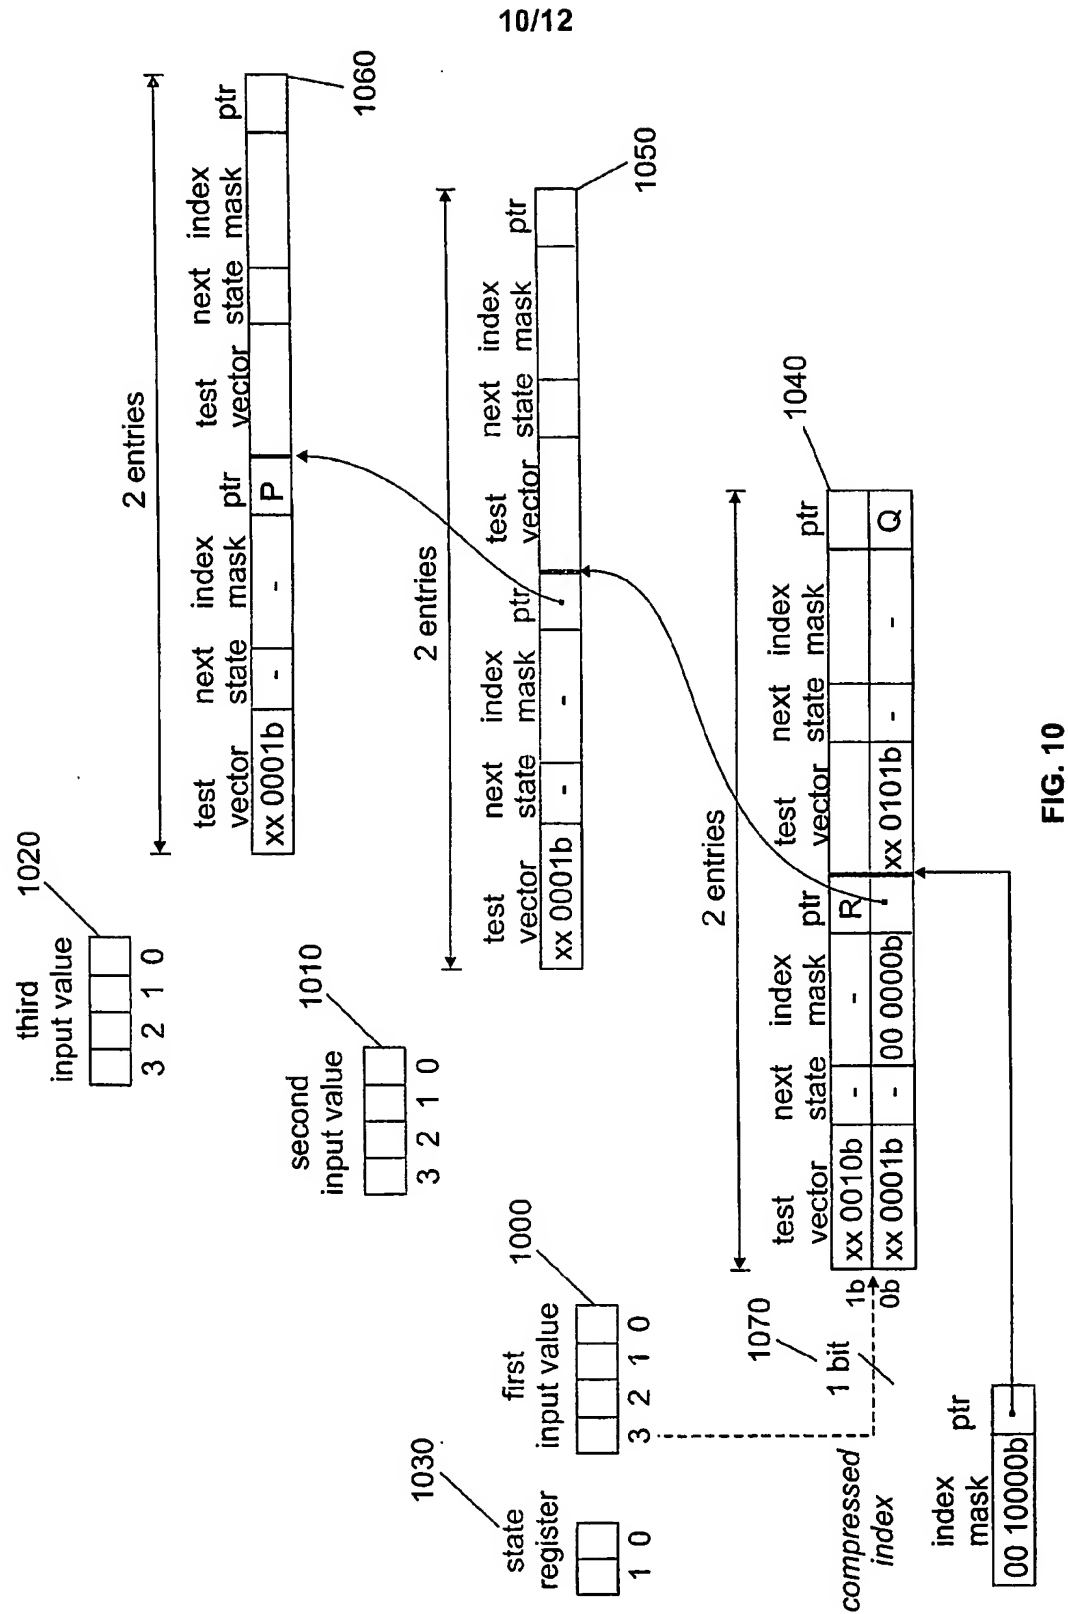 10/12
third
input value
3 2 1 0
1020
2 entries
test
vector
next
state
index
mask
ptr
test
vector
next
state
index
mask
ptr
xx 0001b
-
-
P
1060
second
input value
3 2 1 0
1010
2 entries
test
vector
next
state
index
mask
ptr
test
vector
next
state
index
mask
ptr
xx 0001b
-
-
1050
state
register
1 0
1030
first
input value
3 2 1 0
1000
compressed
index
1 bit
1070
2 entries
test
vector
next
state
index
mask
ptr
test
vector
next
state
index
mask
ptr
1b
xx 0010b
-
-
R
0b
xx 0001b
-
00 0000b
xx 0101b
-
-
Q
1040
index
mask
ptr
00 10000b
FIG. 10